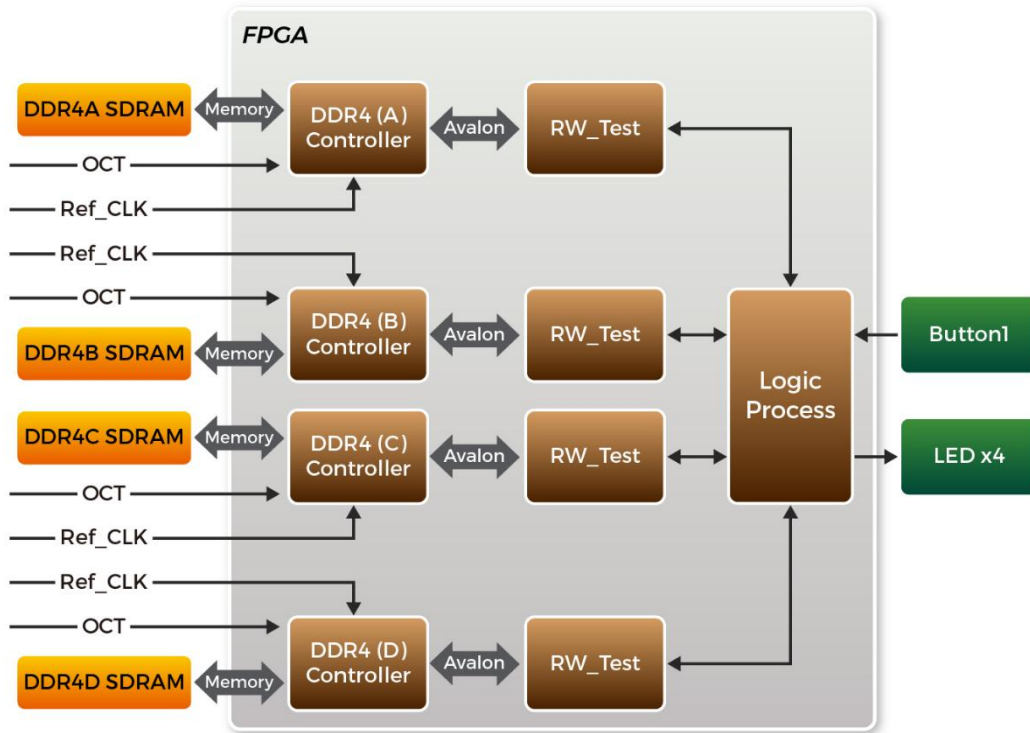 FPGA
DDR4A SDRAM
Memory
DDR4 (A)
Controller
Avalon
RW_Test
OCT
Ref_CLK
Ref_CLK
OCT
DDR4B SDRAM
Memory
DDR4 (B)
Controller
Avalon
RW_Test
Logic
Process
Button1
LED x4
DDR4C SDRAM
Memory
DDR4 (C)
Controller
Avalon
RW_Test
OCT
Ref_CLK
Ref_CLK
OCT
DDR4D SDRAM
Memory
DDR4 (D)
Controller
Avalon
RW_Test